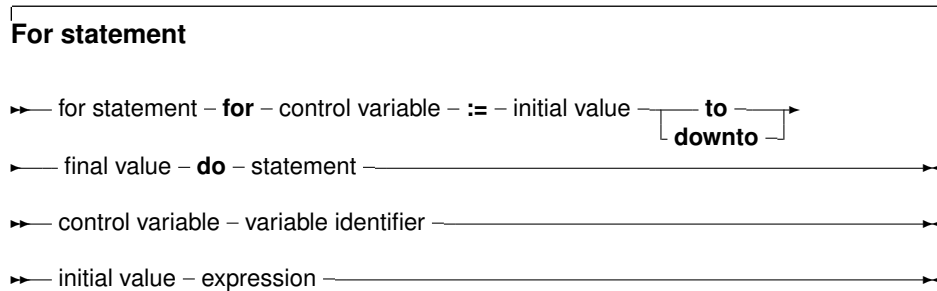 For statement
for statement – for – control variable – := – initial value – to –
downto –
final value – do – statement –
control variable – variable identifier –
initial value – expression –